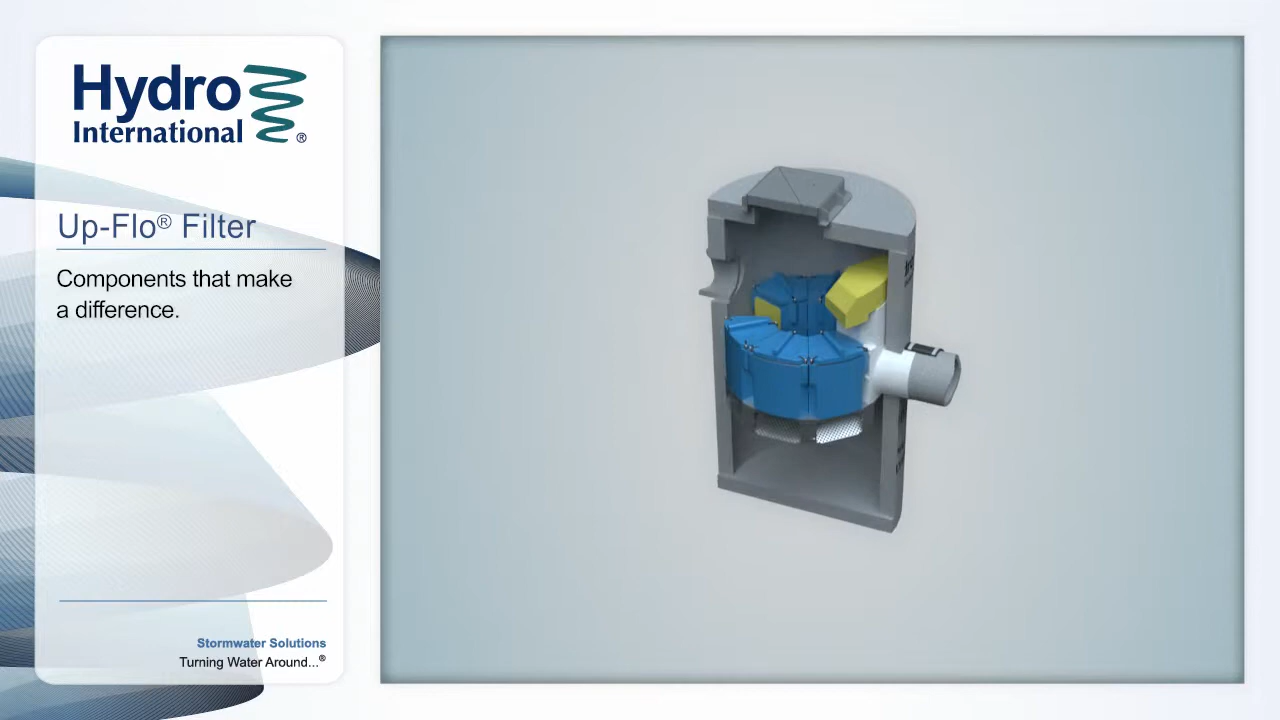 Hydro
International®
Up-Flo® Filter
Components that make
a difference.
Stormwater Solutions
Turning Water Around...®